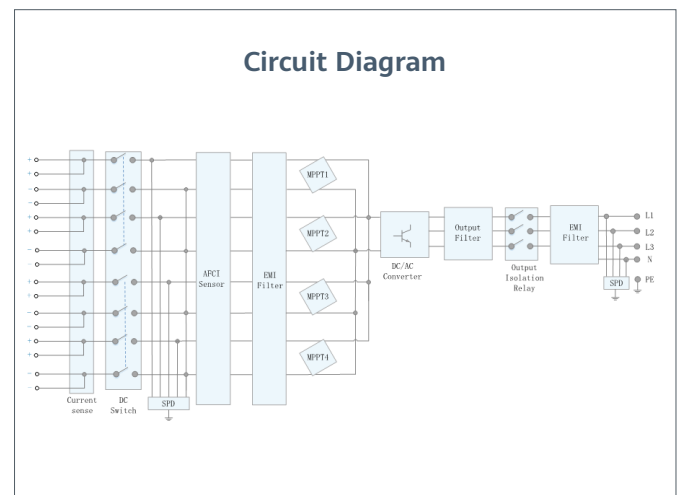 Circuit Diagram
+
+
-
-
+
+
-
-
+
+
-
-
+
+
-
-
Current
sense
DC
Switch
SPD
AFCI
Sensor
EMI
Filter
MPPT1
MPPT2
MPPT3
MPPT4
DC/AC
Converter
Output
Filter
Output
Isolation
Relay
EMI
Filter
SPD
L1
L2
L3
N
PE